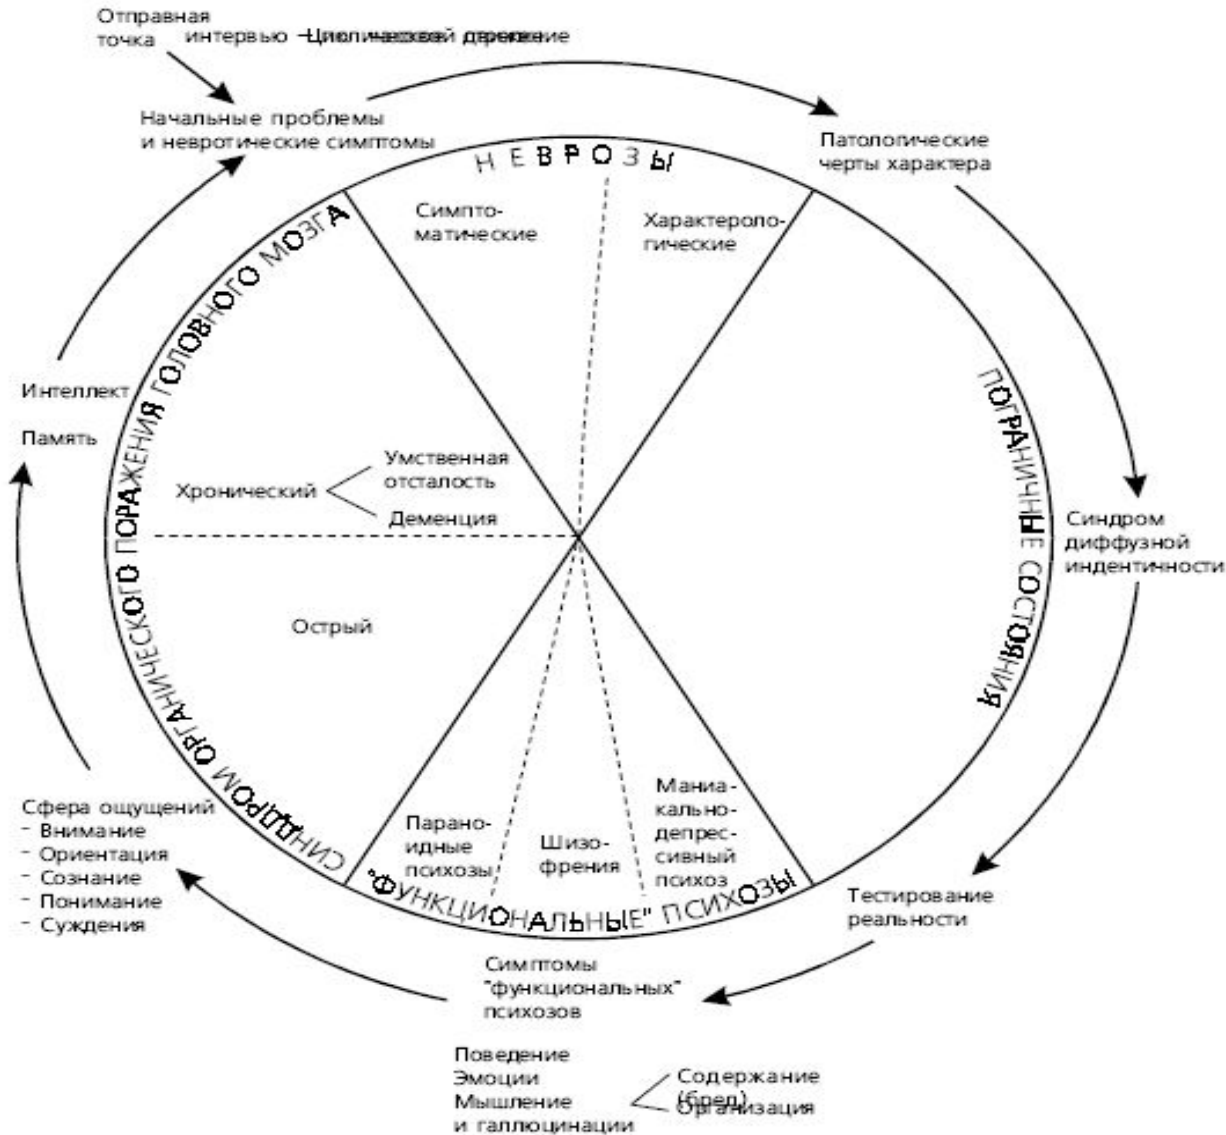 Отправная
точка
интервью –
Начальные проблемы
и невротические симптомы
Патологические
черты характера
НЕВРОЗЫ
Симпто-
матические
Характероло-
гические
СИНДДРОМ ОРГАНИЧЕСКОГО ПОРАЖЕНИЯ ГОЛОВНОГО МОЗГА
ПОГРАНИЧНЫЕ СОСТОЯНИЯ
Интеллект
Память
Хронический
Умственная
отсталость
Деменция
Острый
Синдром
диффузной
индентичности
Сфера ощущений
- Внимание
- Ориентация
- Сознание
- Понимание
- Суждения
Парано-
идные
психозы
Шизо-
френия
Маниа-
кально-
депрес-
сивный
психоз
"ФУНКЦИОНАЛЬНЫЕ" ПСИХОЗЫ
Тестирование
реальности
Симптомы
"функциональных"
психозов
Поведение
Эмоции
Мышление
и галлюцинации
Содержание
(бред)
Организация